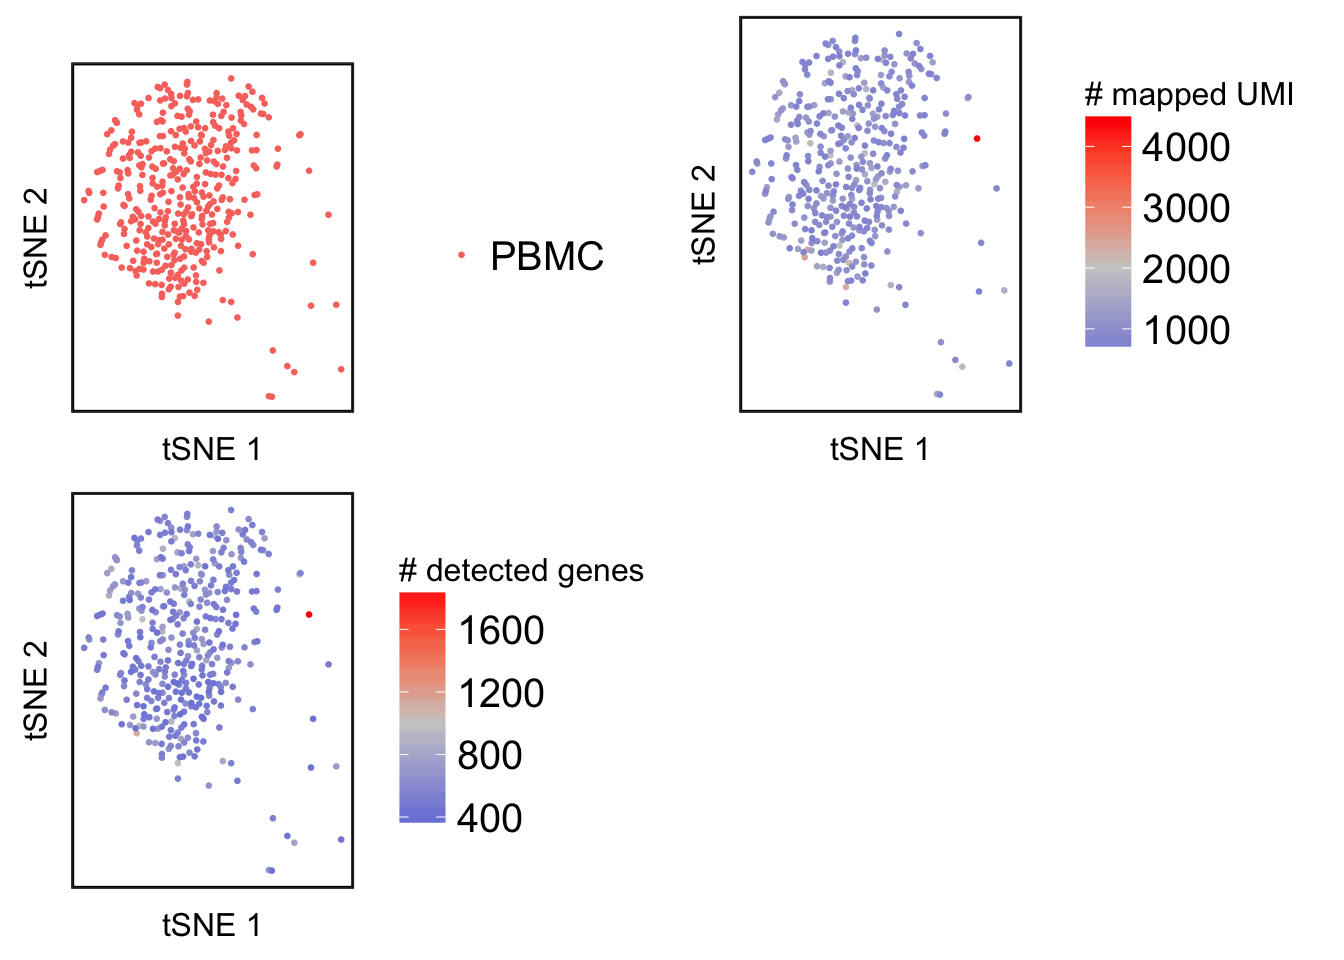 tSNE 2
tSNE 1
PBMC
tSNE 2
tSNE 1
# mapped UMI
4000
3000
2000
1000
tSNE 2
tSNE 1
# detected genes
1600
1200
800
400